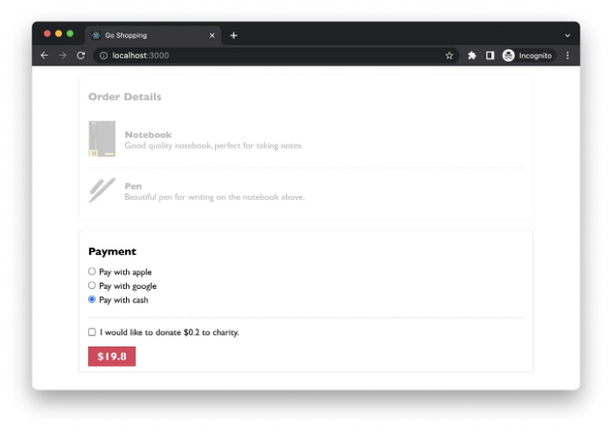 Go Shopping
localhost:3000
Incognito
Order Details
Notebook
Good quality notebook, perfect for taking notes.
Pen
Beautiful pen for writing on the notebook above.
Payment
Pay with apple
Pay with google
Pay with cash
I would like to donate $0.2 to charity.
$19.8